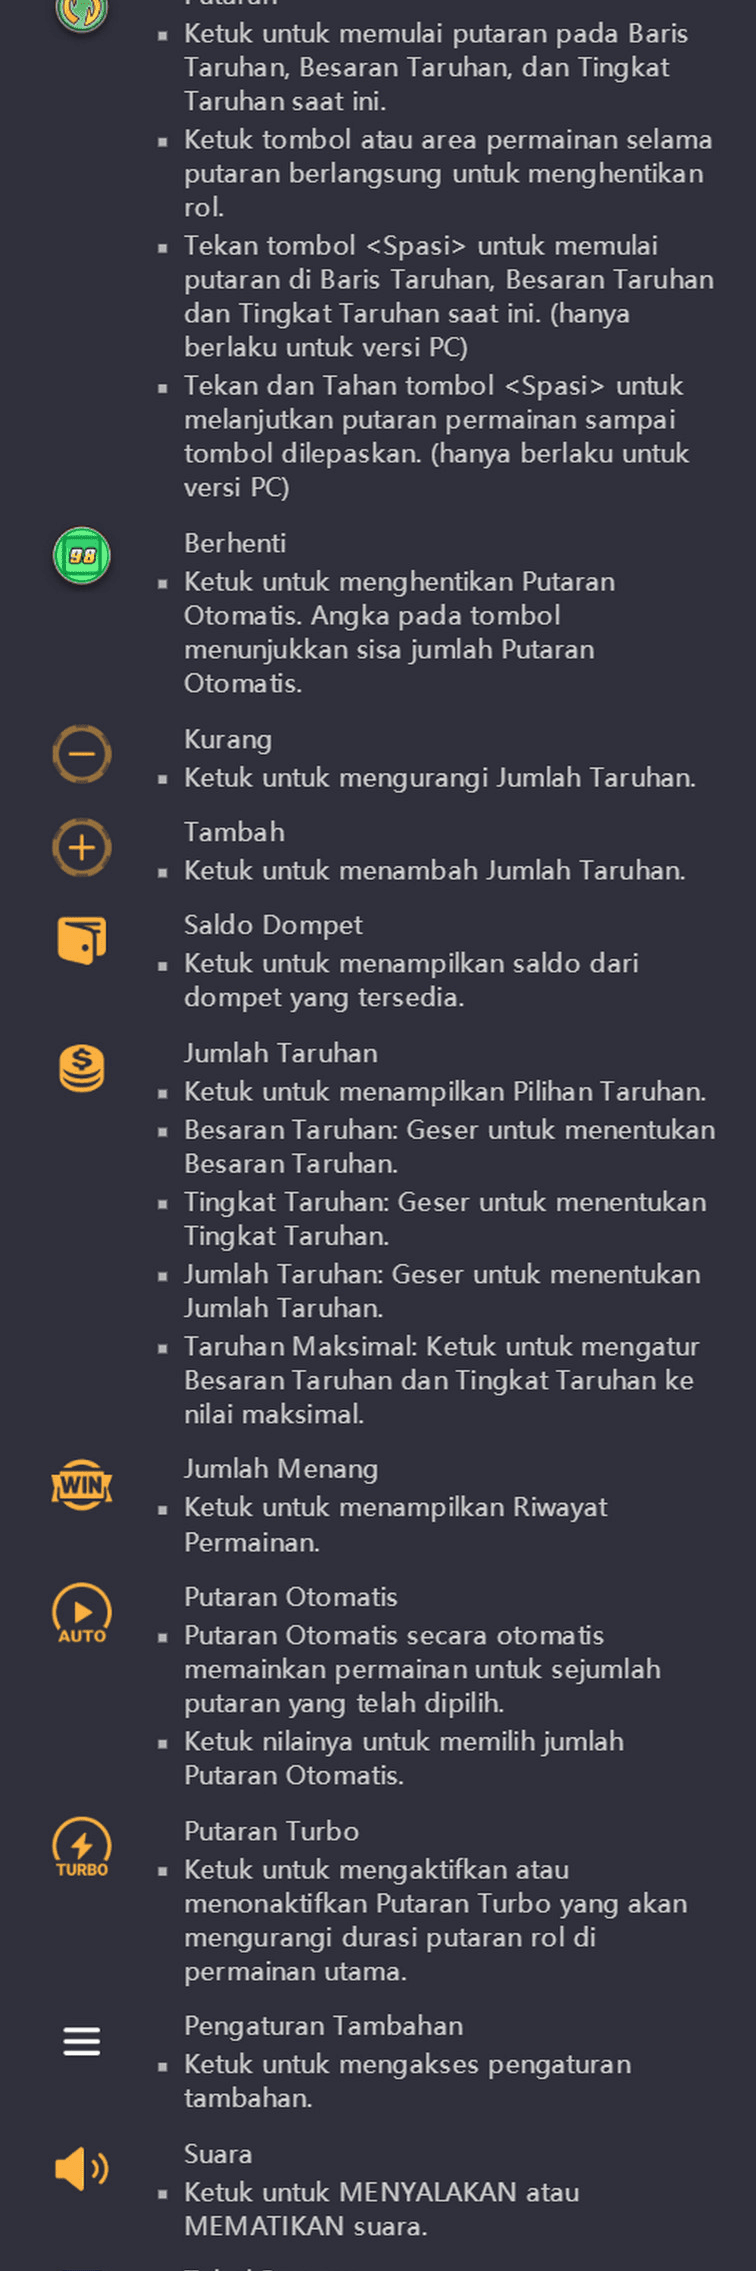 Putaran
Ketuk untuk memulai putaran pada Baris
Taruhan, Besaran Taruhan, dan Tingkat
Taruhan saat ini.
Ketuk tombol atau area permainan selama
putaran berlangsung untuk menghentikan
rol.
Tekan tombol <Spasi> untuk memulai
putaran di Baris Taruhan, Besaran Taruhan
dan Tingkat Taruhan saat ini. (hanya
berlaku untuk versi PC)
Tekan dan Tahan tombol <Spasi> untuk
melanjutkan putaran permainan sampai
tombol dilepaskan. (hanya berlaku untuk
versi PC)
98
Berhenti
Ketuk untuk menghentikan Putaran
Otomatis. Angka pada tombol
menunjukkan sisa jumlah Putaran
Otomatis.
Kurang
Ketuk untuk mengurangi Jumlah Taruhan.
Tambah
Ketuk untuk menambah Jumlah Taruhan.
Saldo Dompet
Ketuk untuk menampilkan saldo dari
dompet yang tersedia.
Jumlah Taruhan
Ketuk untuk menampilkan Pilihan Taruhan.
Besaran Taruhan: Geser untuk menentukan
Besaran Taruhan.
Tingkat Taruhan: Geser untuk menentukan
Tingkat Taruhan.
Jumlah Taruhan: Geser untuk menentukan
Jumlah Taruhan.
Taruhan Maksimal: Ketuk untuk mengatur
Besaran Taruhan dan Tingkat Taruhan ke
nilai maksimal.
WIN
Jumlah Menang
Ketuk untuk menampilkan Riwayat
Permainan.
AUTO
Putaran Otomatis
Putaran Otomatis secara otomatis
memainkan permainan untuk sejumlah
putaran yang telah dipilih.
Ketuk nilainya untuk memilih jumlah
Putaran Otomatis.
TURBO
Putaran Turbo
Ketuk untuk mengaktifkan atau
menonaktifkan Putaran Turbo yang akan
mengurangi durasi putaran rol di
permainan utama.
Pengaturan Tambahan
Ketuk untuk mengakses pengaturan
tambahan.
Suara
Ketuk untuk MENYALAKAN atau
MEMATIKAN suara.